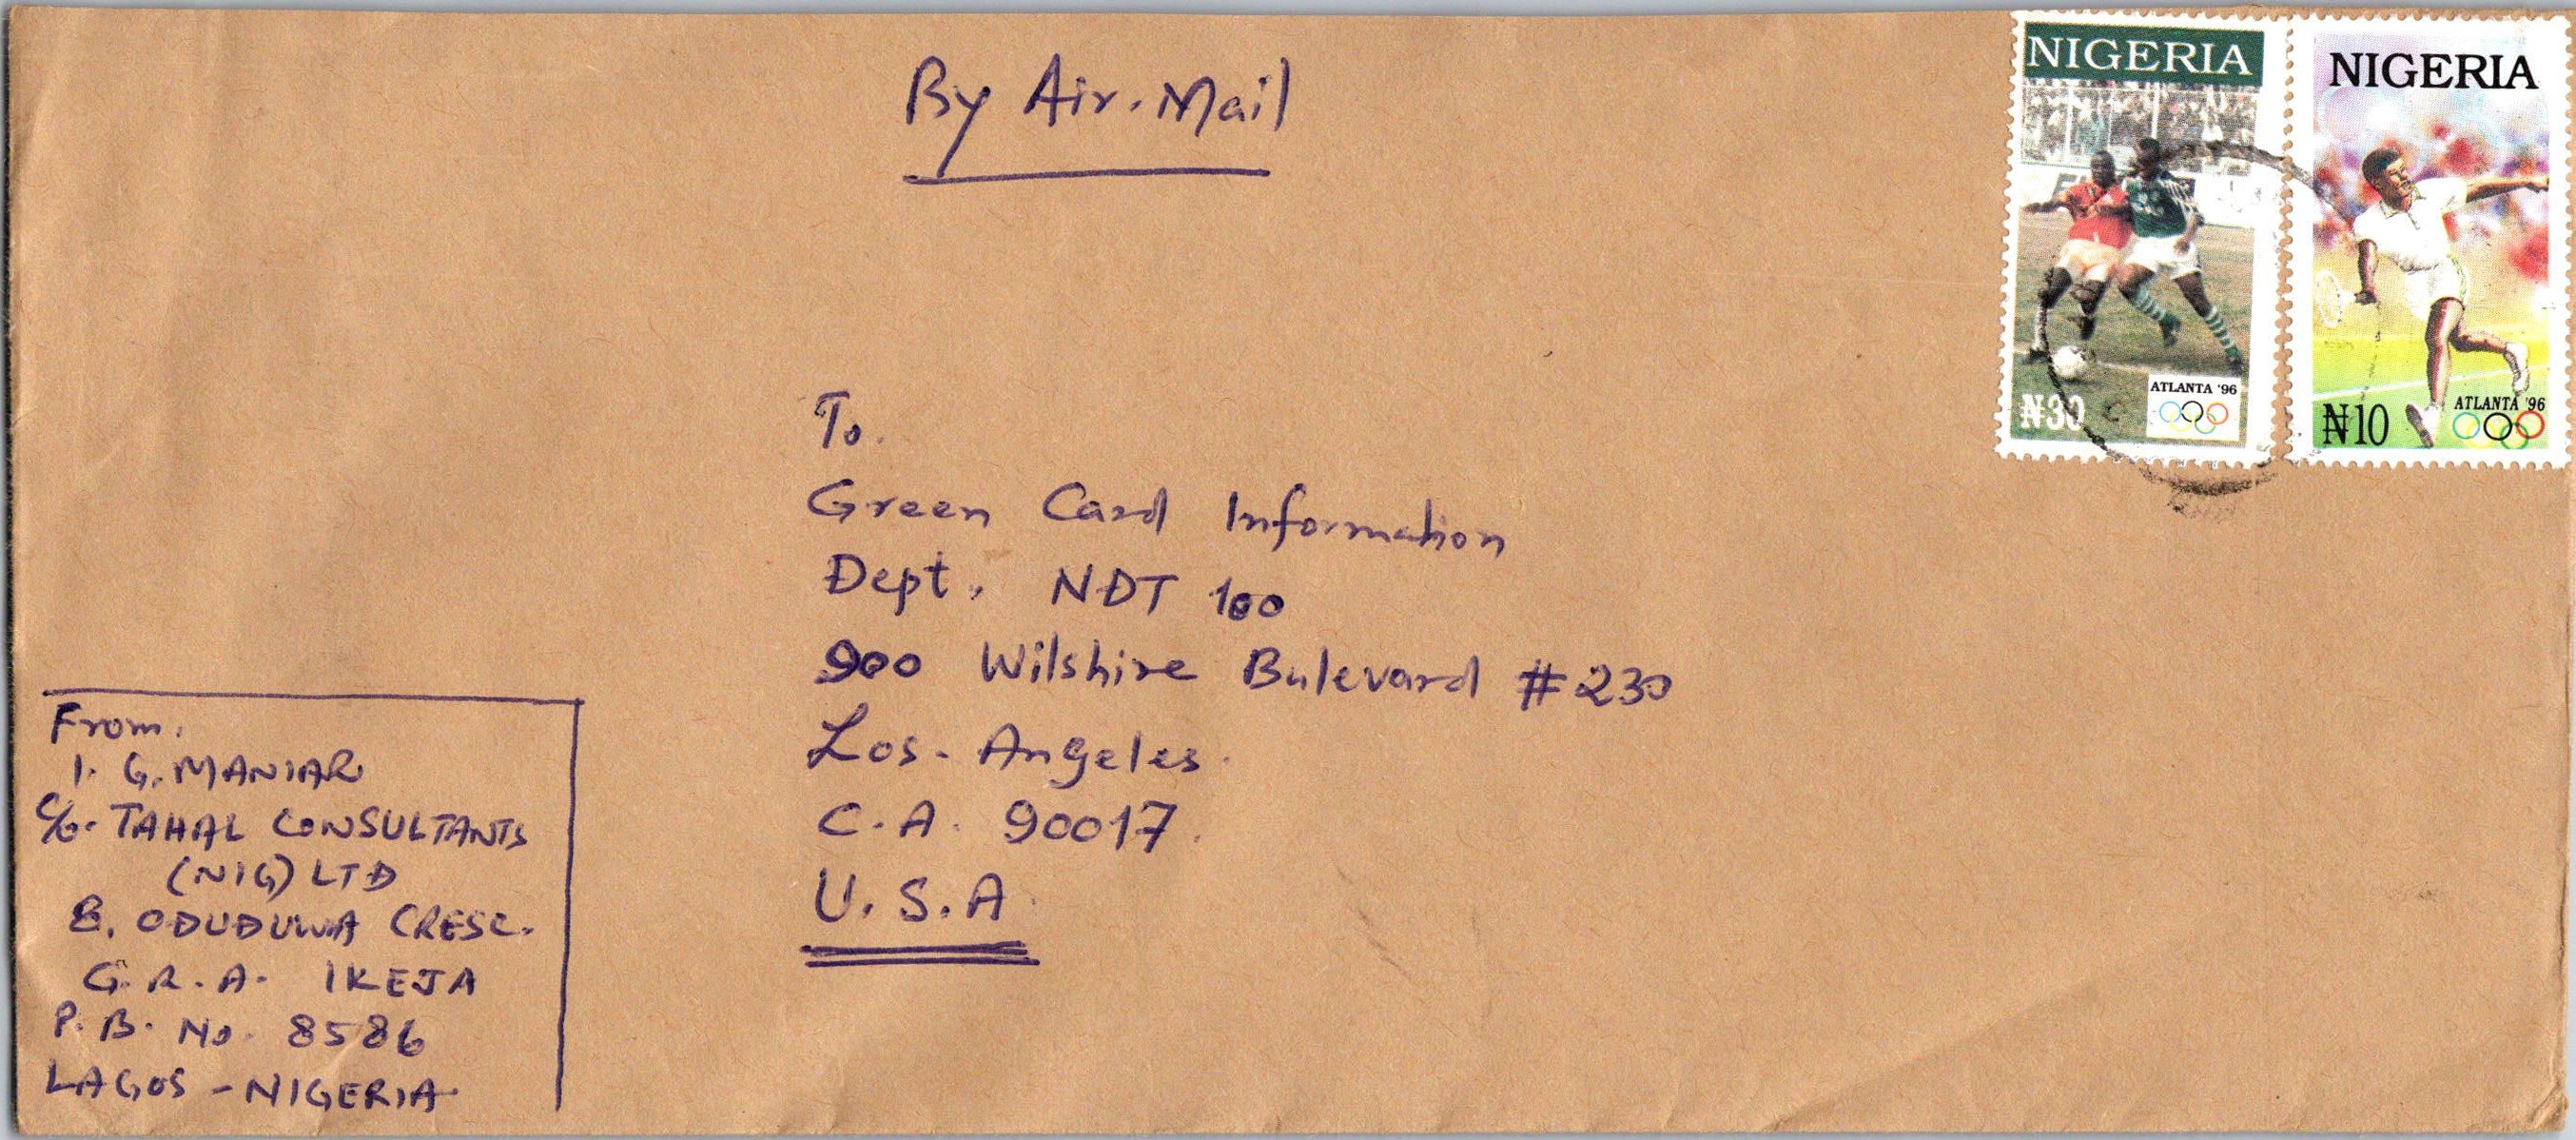 By Air. Mail
NIGERIA
ATLANTA '96
₦30
NIGERIA
ATLANTA '96
₦10
To.
Green Card Information
Dept. NDT 100
900 Wilshire Bulevard #230
Los-Angeles.
C.A. 90017.
U.S.A.
From.
I. G. MANIAR
C/O. TAHAL CONSULTANTS
(NIG) LTD
8, ODUDUWA CRESC.
G.R.A. IKEJA
P.B. No. 8586
LAGOS - NIGERIA